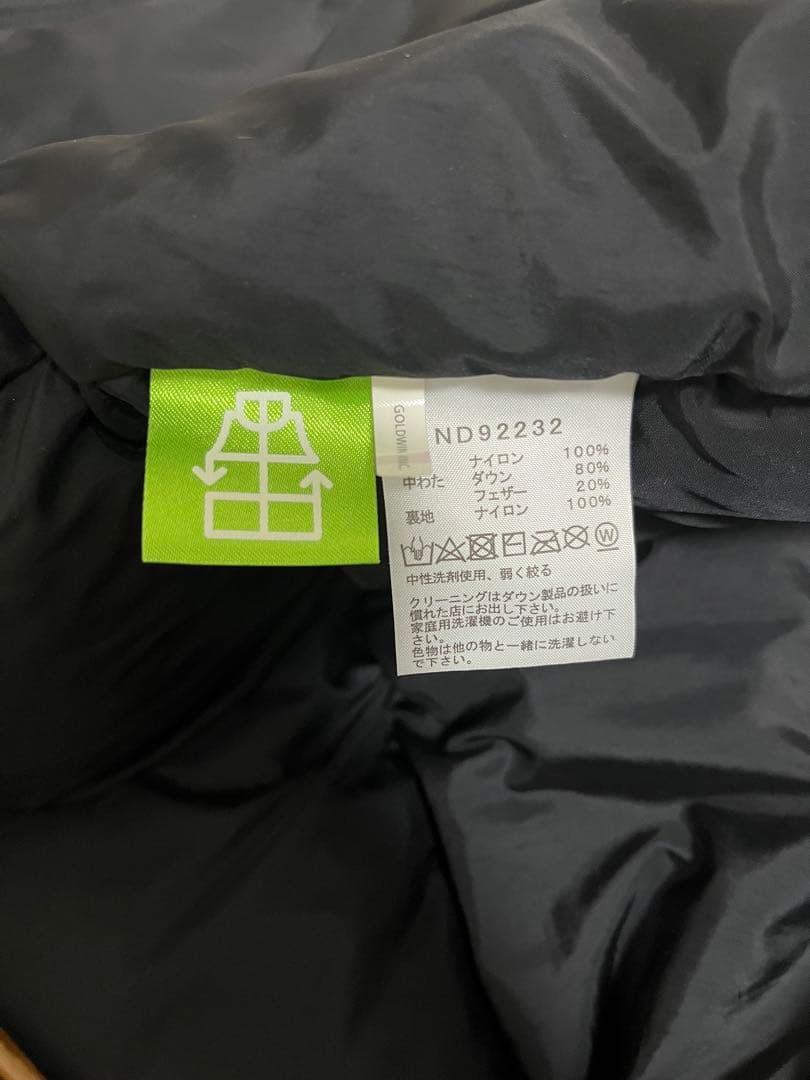 GOLDWIN INC.
ND92232
ナイロン 100%
中わた ダウン 80%
フェザー 20%
裏地 ナイロン 100%
中性洗剤使用、弱く絞る
クリーニングはダウン製品の扱いに
慣れた店にお出し下さい。
家庭用洗濯機のご使用はお避け下
さい。
色物は他の物と一緒に洗濯しない
で下さい。